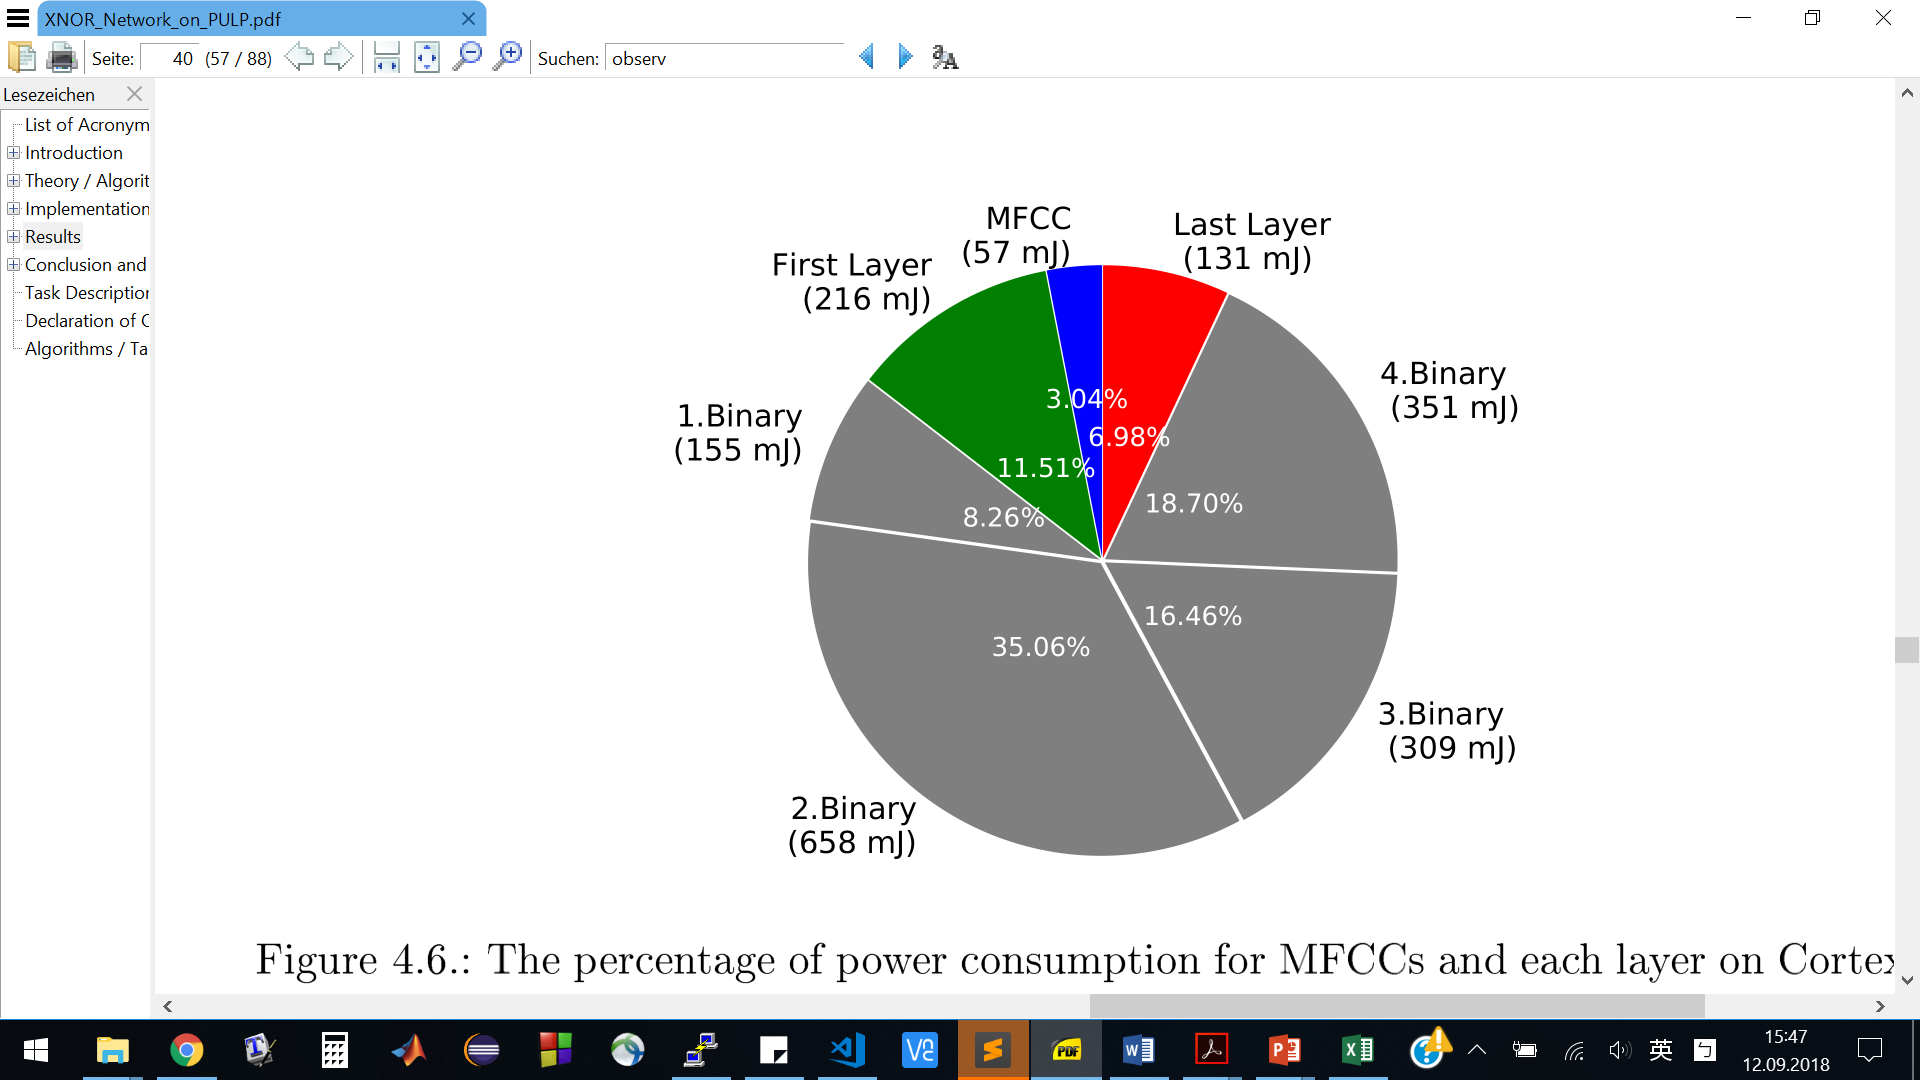 XNOR_Network_on_PULP.pdf
Seite: 40 (57 / 88) Suchen: observ
Lesezeichen
List of Acronym
Introduction
Theory / Algorit
Implementation
Results
Conclusion and
Task Description
Declaration of C
Algorithms / Ta
MFCC
(57 mJ)
Last Layer
(131 mJ)
First Layer
(216 mJ)
4.Binary
(351 mJ)
1.Binary
(155 mJ)
3.04%
6.98%
11.51%
18.70%
8.26%
16.46%
35.06%
3.Binary
(309 mJ)
2.Binary
(658 mJ)
Figure 4.6.: The percentage of power consumption for MFCCs and each layer on Cortex
PDF
英
ㄅ
15:47
12.09.2018